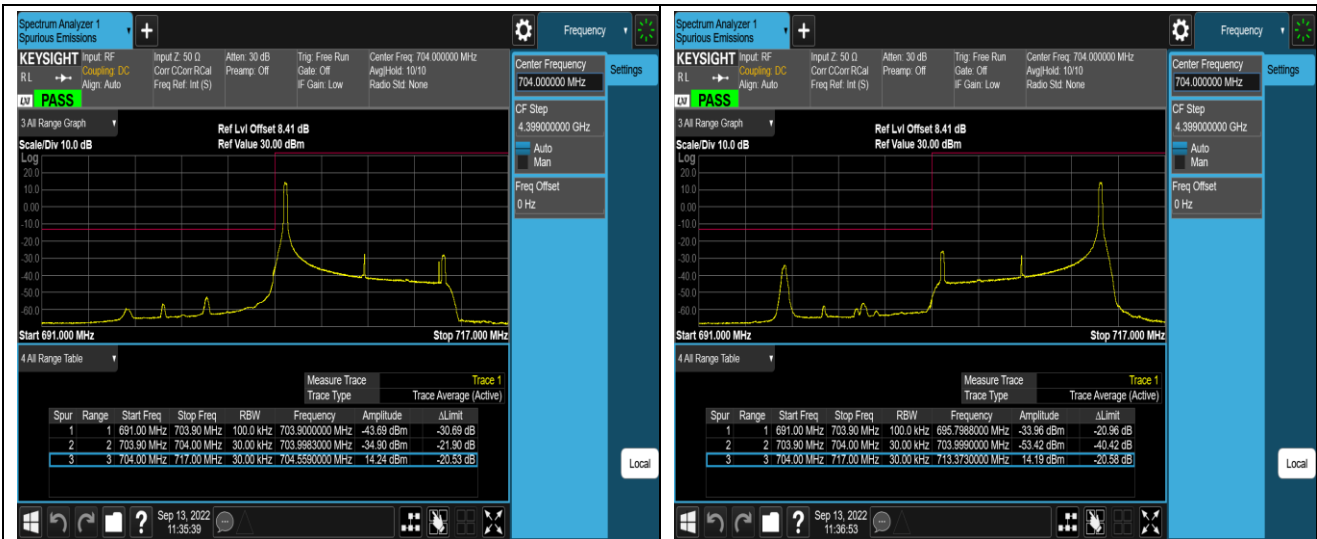 Spectrum Analyzer 1
Spurious Emissions
+
Frequency
KEYSIGHT Input: RF Input Z: 50 Ω Atten: 30 dB Trig: Free Run Center Freq: 704.000000 MHz
Coupling: DC Corr CCorr RCal Preamp: Off Gate: Off Avg|Hold: 10/10
RL Align: Auto Freq Ref: Int (S) IF Gain: Low Radio Std: None
LXI PASS
Center Frequency
704.000000 MHz
Settings
CF Step
4.399000000 GHz
Auto
Man
Freq Offset
0 Hz
3 All Range Graph
Ref Lvl Offset 8.41 dB
Scale/Div 10.0 dB Ref Value 30.00 dBm
Log
20.0
10.0
0.00
-10.0
-20.0
-30.0
-40.0
-50.0
-60.0
Start 691.000 MHz Stop 717.000 MHz
4 All Range Table
Measure Trace Trace 1
Trace Type Trace Average (Active)
Spur Range Start Freq Stop Freq RBW Frequency Amplitude ΔLimit
1 1 691.00 MHz 703.90 MHz 100.0 kHz 703.9000000 MHz -43.69 dBm -30.69 dB
2 2 703.90 MHz 704.00 MHz 30.00 kHz 703.9983000 MHz -34.90 dBm -21.90 dB
3 3 704.00 MHz 717.00 MHz 30.00 kHz 704.5590000 MHz 14.24 dBm -20.53 dB
Local
?
Sep 13, 2022
11:35:39
Spectrum Analyzer 1
Spurious Emissions
+
Frequency
KEYSIGHT Input: RF Input Z: 50 Ω Atten: 30 dB Trig: Free Run Center Freq: 704.000000 MHz
Coupling: DC Corr CCorr RCal Preamp: Off Gate: Off Avg|Hold: 10/10
RL Align: Auto Freq Ref: Int (S) IF Gain: Low Radio Std: None
LXI PASS
Center Frequency
704.000000 MHz
Settings
CF Step
4.399000000 GHz
Auto
Man
Freq Offset
0 Hz
3 All Range Graph
Ref Lvl Offset 8.41 dB
Scale/Div 10.0 dB Ref Value 30.00 dBm
Log
20.0
10.0
0.00
-10.0
-20.0
-30.0
-40.0
-50.0
-60.0
Start 691.000 MHz Stop 717.000 MHz
4 All Range Table
Measure Trace Trace 1
Trace Type Trace Average (Active)
Spur Range Start Freq Stop Freq RBW Frequency Amplitude ΔLimit
1 1 691.00 MHz 703.90 MHz 100.0 kHz 695.7988000 MHz -33.96 dBm -20.96 dB
2 2 703.90 MHz 704.00 MHz 30.00 kHz 703.9990000 MHz -53.42 dBm -40.42 dB
3 3 704.00 MHz 717.00 MHz 30.00 kHz 713.3730000 MHz 14.19 dBm -20.58 dB
Local
?
Sep 13, 2022
11:36:53